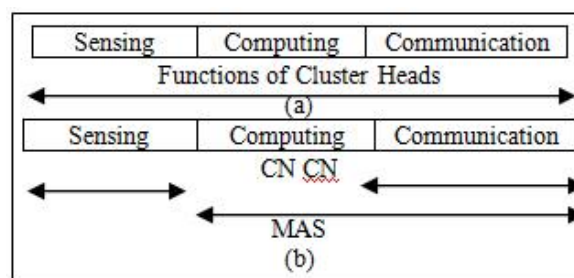 Sensing Computing Communication
Functions of Cluster Heads
(a)
Sensing Computing Communication
CN CN
MAS
(b)